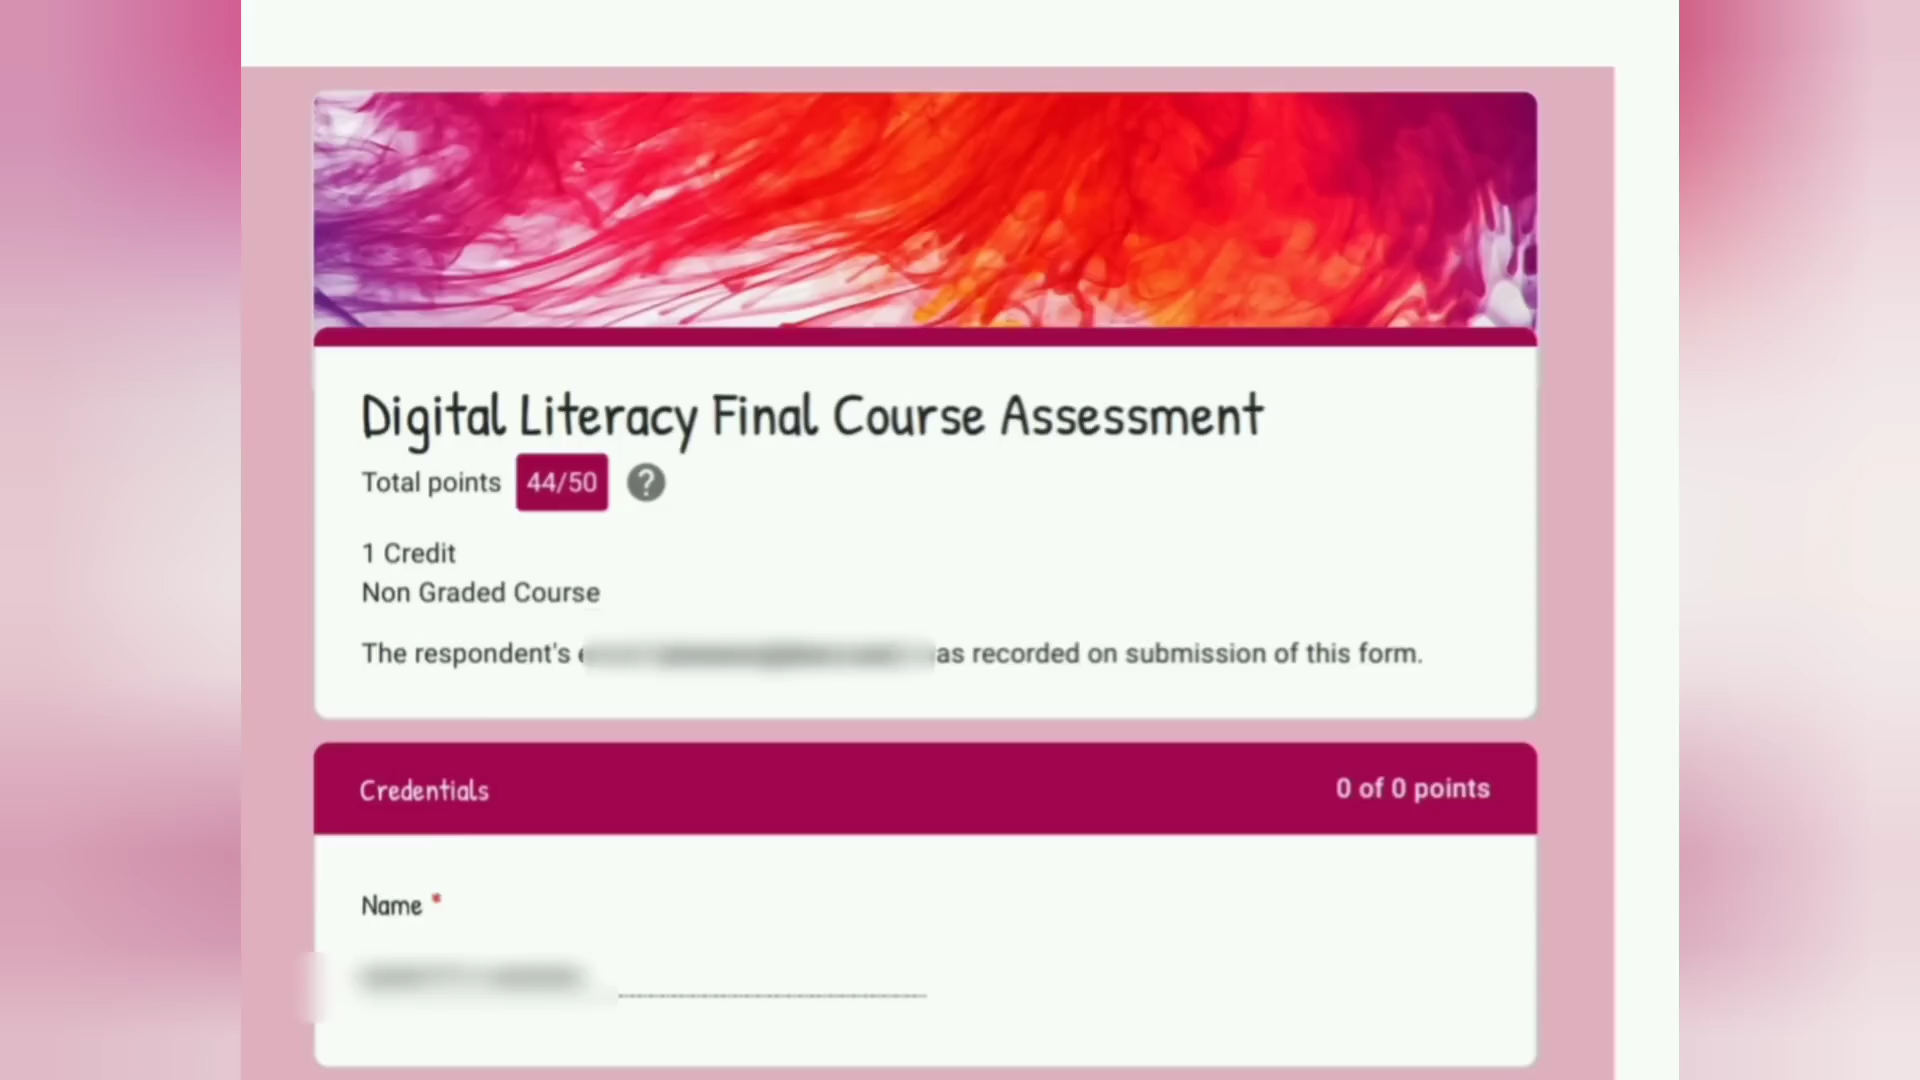 Digital Literacy Final Course Assessment
Total points 44/50 ?
1 Credit
Non Graded Course
The respondent's as recorded on submission of this form.
Credentials 0 of 0 points
Name *